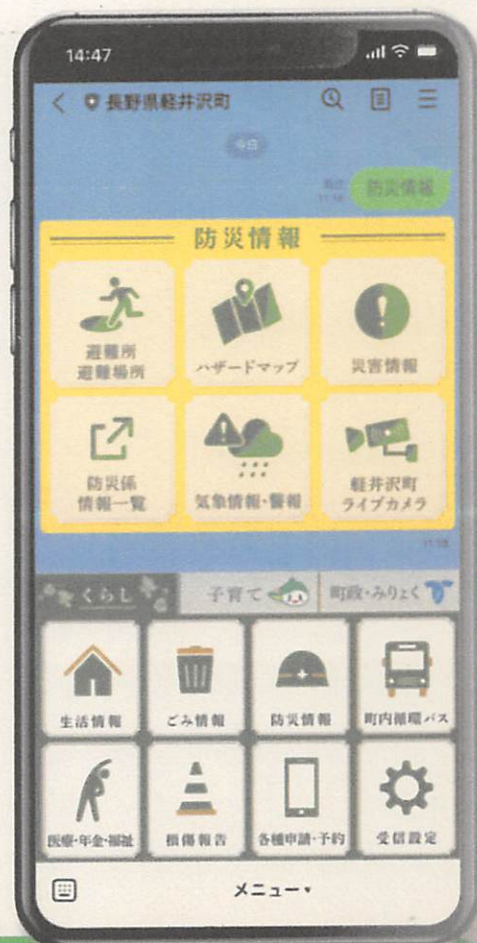 14:47
長野県軽井沢町
今日
既読
11:58
防災情報
防災情報
避難所
避難場所
ハザードマップ
災害情報
防災係
情報一覧
気象情報・警報
軽井沢町
ライブカメラ
11:58
くらし
子育て
町政・みりょく
生活情報
ごみ情報
防災情報
町内循環バス
医療・年金・福祉
損傷報告
各種申請・予約
受信設定
メニュー▾